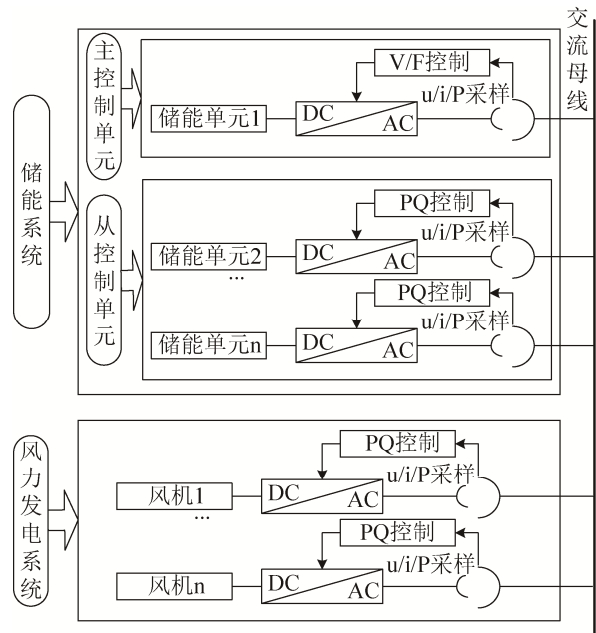 交流母线
储能系统
主控制单元
V/F控制
储能单元1
DC
AC
u/i/P采样
从控制单元
PQ控制
储能单元2
DC
AC
u/i/P采样
...
PQ控制
储能单元n
DC
AC
u/i/P采样
风力发电系统
PQ控制
风机1
DC
AC
u/i/P采样
...
PQ控制
风机n
DC
AC
u/i/P采样